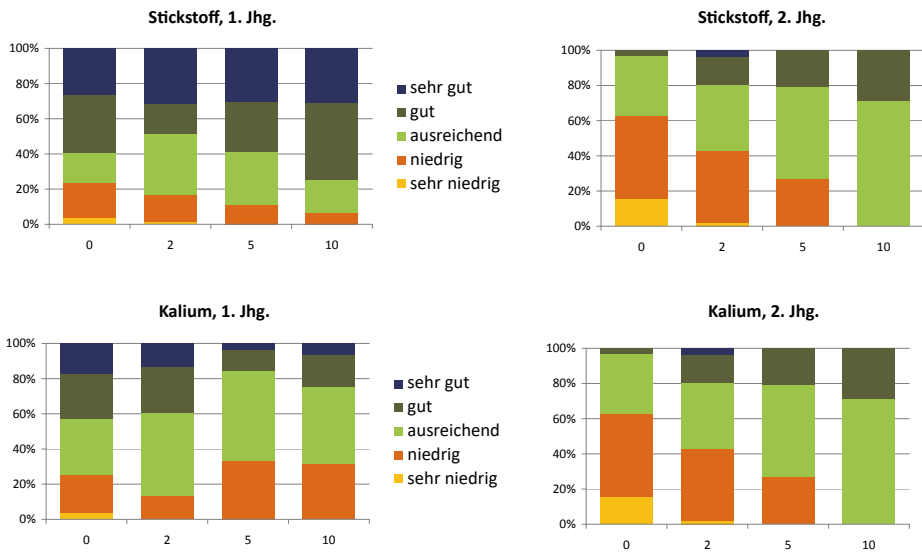 Stickstoff, 1. Jhg.
100%
80%
60%
40%
20%
0%
0 2 5 10
sehr gut
gut
ausreichend
niedrig
sehr niedrig
Stickstoff, 2. Jhg.
100%
80%
60%
40%
20%
0%
0 2 5 10
Kalium, 1. Jhg.
100%
80%
60%
40%
20%
0%
0 2 5 10
sehr gut
gut
ausreichend
niedrig
sehr niedrig
Kalium, 2. Jhg.
100%
80%
60%
40%
20%
0%
0 2 5 10